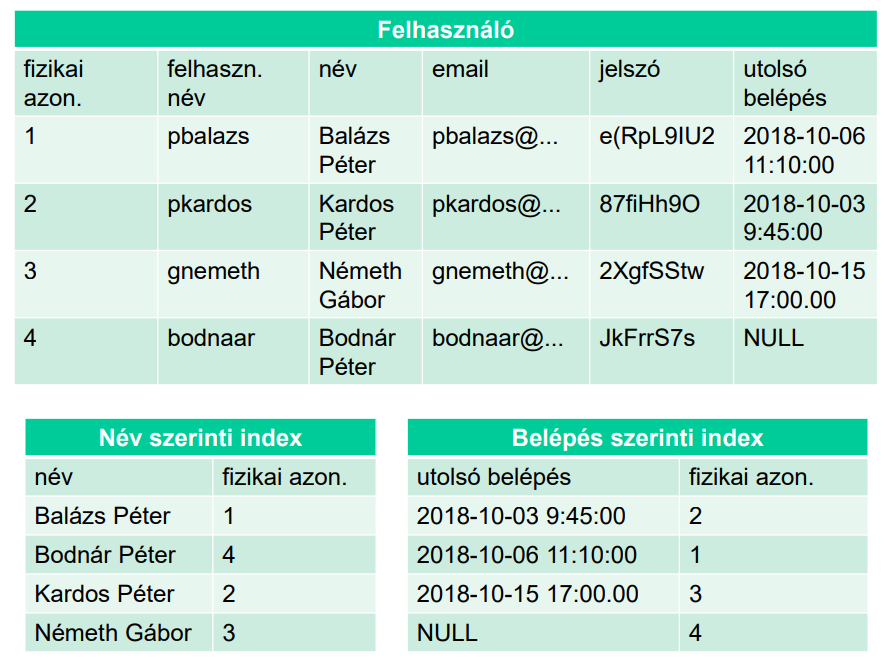 Felhasználó
fizikai azon. felhaszn. név név email jelszó utolsó belépés
1 pbalazs Balázs Péter pbalazs@... e(RpL9IU2 2018-10-06 11:10:00
2 pkardos Kardos Péter pkardos@... 87fiHh9O 2018-10-03 9:45:00
3 gnemeth Németh Gábor gnemeth@... 2XgfSStw 2018-10-15 17:00.00
4 bodnaar Bodnár Péter bodnaar@... JkFrrS7s NULL
Név szerinti index
név fizikai azon.
Balázs Péter 1
Bodnár Péter 4
Kardos Péter 2
Németh Gábor 3
Belépés szerinti index
utolsó belépés fizikai azon.
2018-10-03 9:45:00 2
2018-10-06 11:10:00 1
2018-10-15 17:00.00 3
NULL 4